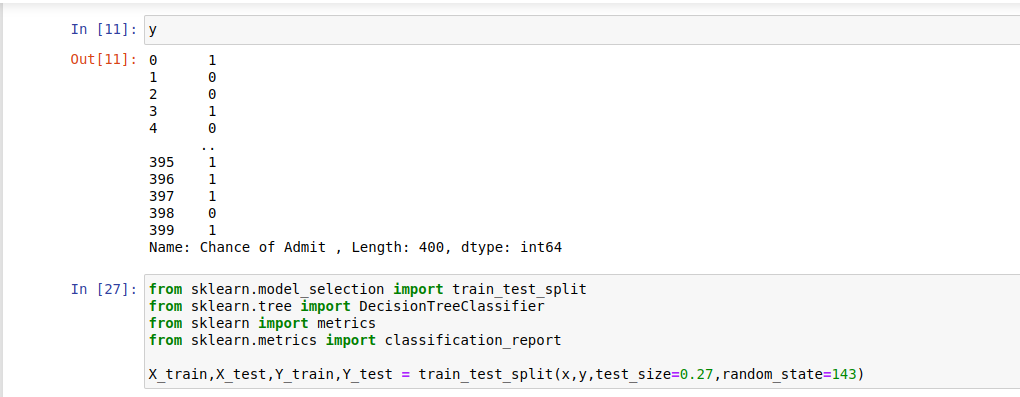 In [11]: y
Out[11]: 0      1
1      0
2      0
3      1
4      0
..
395    1
396    1
397    1
398    0
399    1
Name: Chance of Admit , Length: 400, dtype: int64
In [27]: from sklearn.model_selection import train_test_split
from sklearn.tree import DecisionTreeClassifier
from sklearn import metrics
from sklearn.metrics import classification_report
X_train,X_test,Y_train,Y_test = train_test_split(x,y,test_size=0.27,random_state=143)